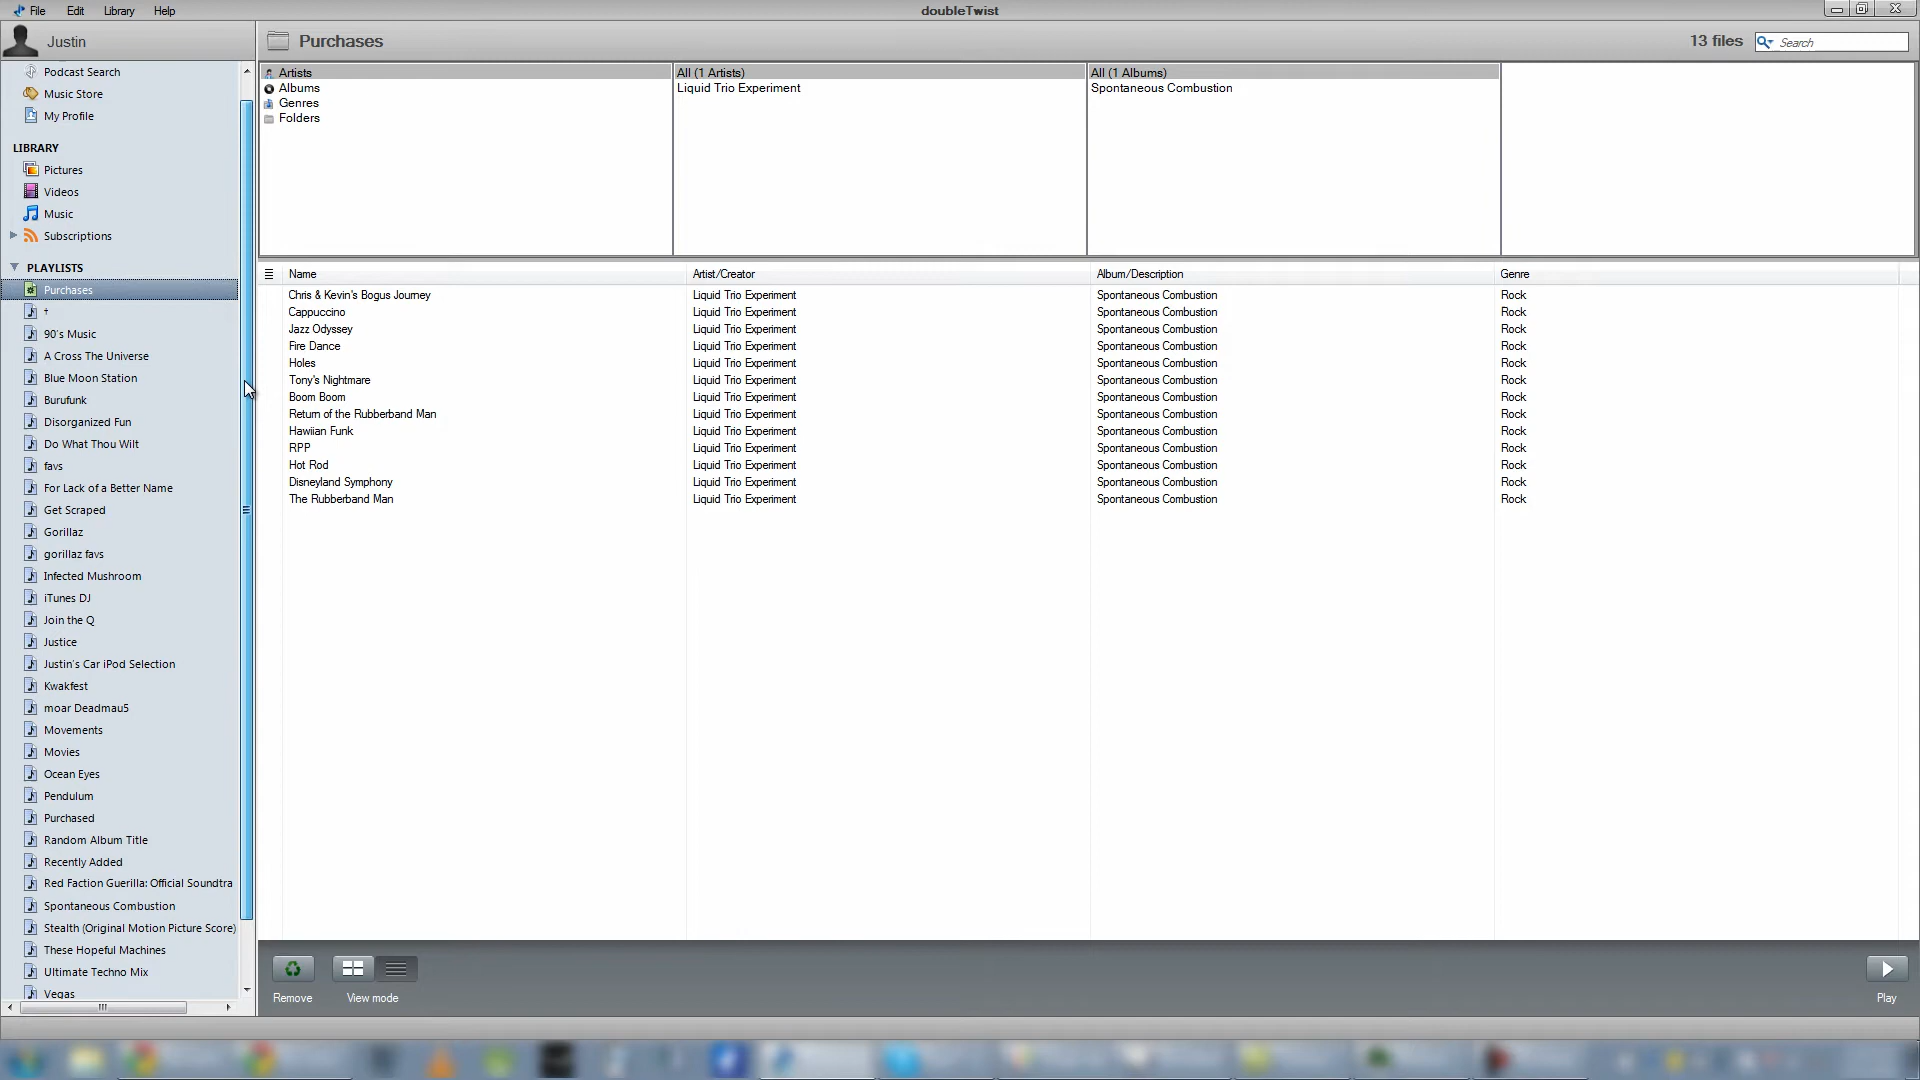 File Edit Library Help
doubleTwist
Justin
Purchases
13 files
Search
Podcast Search
Music Store
My Profile
LIBRARY
Pictures
Videos
Music
Subscriptions
PLAYLISTS
Purchases
†
90's Music
A Cross The Universe
Blue Moon Station
Burufunk
Disorganized Fun
Do What Thou Wilt
favs
For Lack of a Better Name
Get Scraped
Gorillaz
gorillaz favs
Infected Mushroom
iTunes DJ
Join the Q
Justice
Justin's Car iPod Selection
Kwakfest
moar Deadmau5
Movements
Movies
Ocean Eyes
Pendulum
Purchased
Random Album Title
Recently Added
Red Faction Guerilla: Official Soundtra
Spontaneous Combustion
Stealth (Original Motion Picture Score)
These Hopeful Machines
Ultimate Techno Mix
Vegas
Artists
Albums
Genres
Folders
All (1 Artists)
Liquid Trio Experiment
All (1 Albums)
Spontaneous Combustion
Name Artist/Creator Album/Description Genre
Chris & Kevin's Bogus Journey Liquid Trio Experiment Spontaneous Combustion Rock
Cappuccino Liquid Trio Experiment Spontaneous Combustion Rock
Jazz Odyssey Liquid Trio Experiment Spontaneous Combustion Rock
Fire Dance Liquid Trio Experiment Spontaneous Combustion Rock
Holes Liquid Trio Experiment Spontaneous Combustion Rock
Tony's Nightmare Liquid Trio Experiment Spontaneous Combustion Rock
Boom Boom Liquid Trio Experiment Spontaneous Combustion Rock
Return of the Rubberband Man Liquid Trio Experiment Spontaneous Combustion Rock
Hawiian Funk Liquid Trio Experiment Spontaneous Combustion Rock
RPP Liquid Trio Experiment Spontaneous Combustion Rock
Hot Rod Liquid Trio Experiment Spontaneous Combustion Rock
Disneyland Symphony Liquid Trio Experiment Spontaneous Combustion Rock
The Rubberband Man Liquid Trio Experiment Spontaneous Combustion Rock
Remove View mode Play